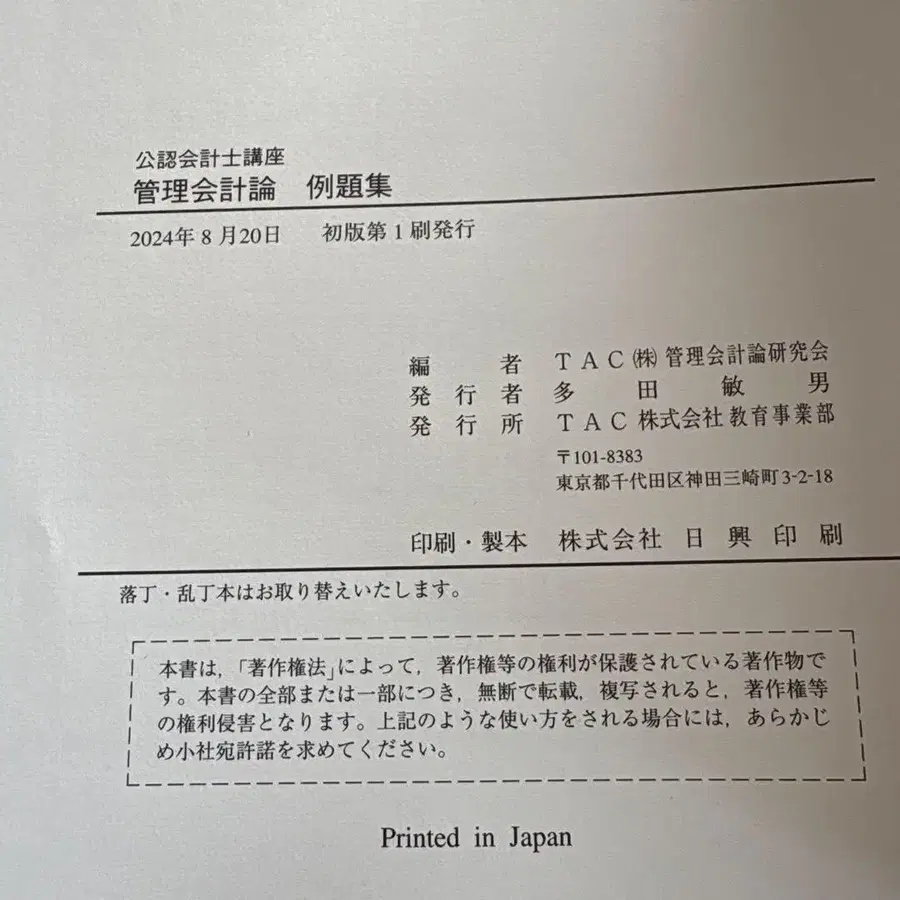 公認会計士講座
管理会計論　例題集
2024年8月20日　初版第1刷発行
編　　者　TAC㈱管理会計論研究会
発行者　多田敏男
発行所　TAC株式会社教育事業部
〒101-8383
東京都千代田区神田三崎町3-2-18
印刷・製本　株式会社日興印刷
落丁・乱丁本はお取り替えいたします。
本書は,「著作権法」によって，著作権等の権利が保護されている著作物で
す。本書の全部または一部につき，無断で転載，複写されると，著作権等
の権利侵害となります。上記のような使い方をされる場合には，あらかじ
め小社宛許諾を求めてください。
Printed in Japan